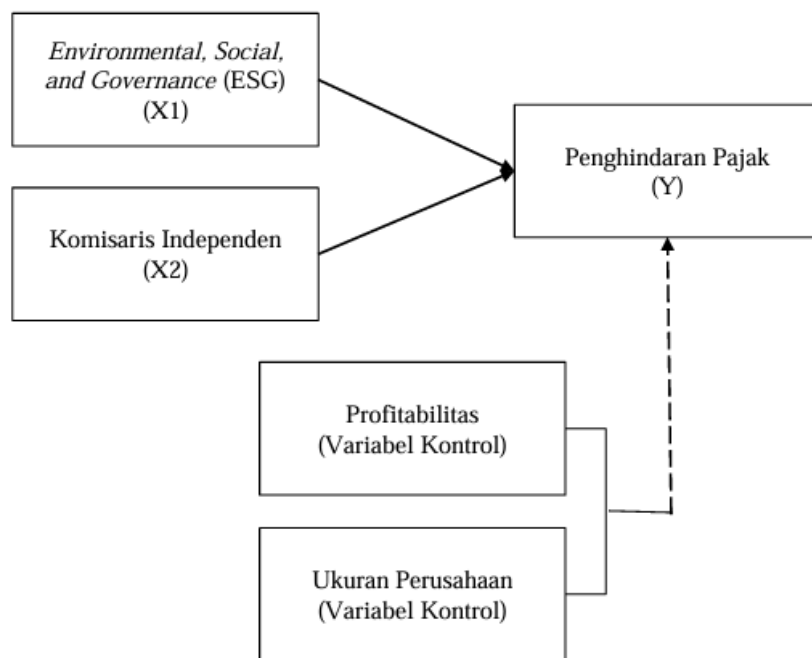 Environmental, Social,
and Governance (ESG)
(X1)
Penghindaran Pajak
(Y)
Komisaris Independen
(X2)
Profitabilitas
(Variabel Kontrol)
Ukuran Perusahaan
(Variabel Kontrol)